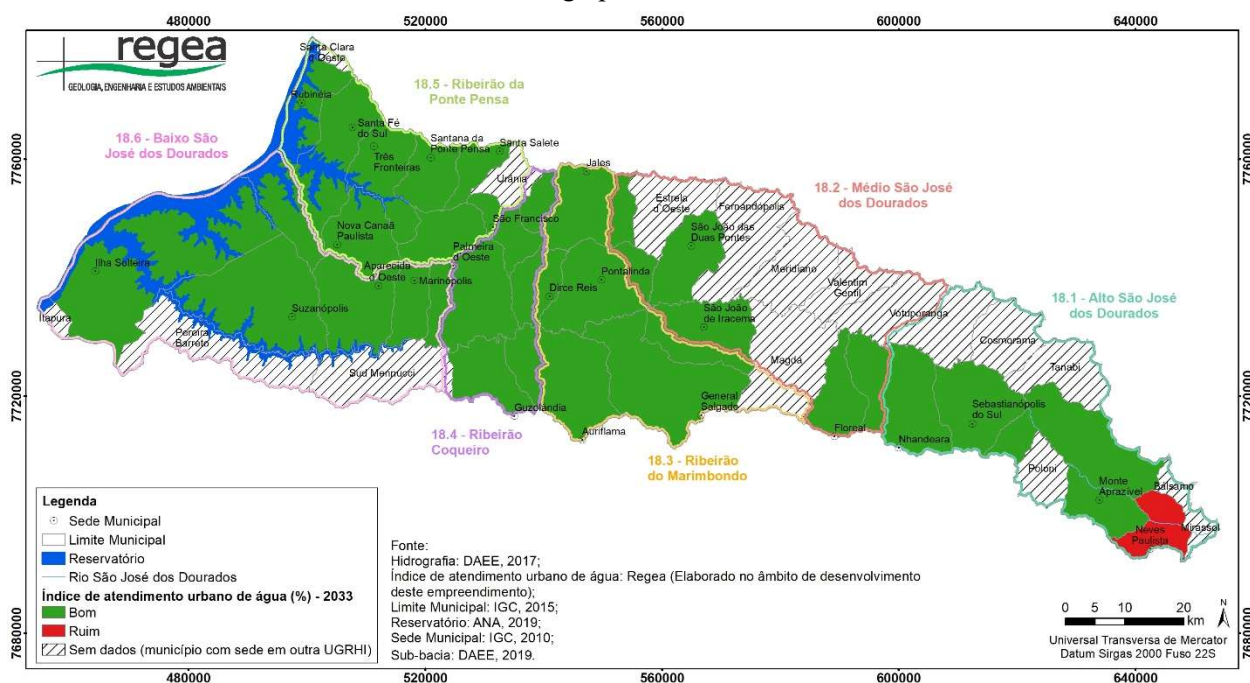 480000 520000 560000 600000 640000
regea
GEOLOGIA, ENGENHARIA E ESTUDOS AMBIENTAIS
7760000
7720000
7680000
7760000
7720000
7680000
Santa Clara
d'Oeste
Rubinéia
18.5 - Ribeirão da
Ponte Pensa
18.6 - Baixo São
José dos Dourados
Santa Fé
do Sul
Três
Fronteiras
Santana da
Ponte Pensa
Santa Salete
Urânia
Jales
18.2 - Médio São José
dos Dourados
Estrela
d'Oeste
Fernandópolis
São João das
Duas Pontes
Nova Canaã
Paulista
São Francisco
Palmeira
d'Oeste
Ilha Solteira
Aparecida
d'Oeste
Marinópolis
Dirce Reis
Pontalinda
Meridiano
Valentim
Gentil
18.1 - Alto São José
dos Dourados
Votuporanga
Cosmorama
Tanabi
Itapura
Pereira
Barreto
Suzanápolis
Sud Mennucci
São João
de Iracema
Magda
General
Salgado
Guzolândia
Auriflama
Floreal
Nhandeara
Sebastianópolis
do Sul
18.4 - Ribeirão
Coqueiro
18.3 - Ribeirão
do Marimbondo
Poloni
Monte
Aprazível
Bálsamo
Neves
Paulista
Mirassol
Legenda
Sede Municipal
Limite Municipal
Reservatório
Rio São José dos Dourados
Índice de atendimento urbano de água (%) - 2033
Bom
Ruim
Sem dados (município com sede em outra UGRHI)
Fonte:
Hidrografia: DAEE, 2017;
Índice de atendimento urbano de água: Regea (Elaborado no âmbito de desenvolvimento
deste empreendimento);
Limite Municipal: IGC, 2015;
Reservatório: ANA, 2019;
Sede Municipal: IGC, 2010;
Sub-bacia: DAEE, 2019.
0 5 10 20
km
N
Universal Transversa de Mercator
Datum Sirgas 2000 Fuso 22S
480000 520000 560000 600000 640000